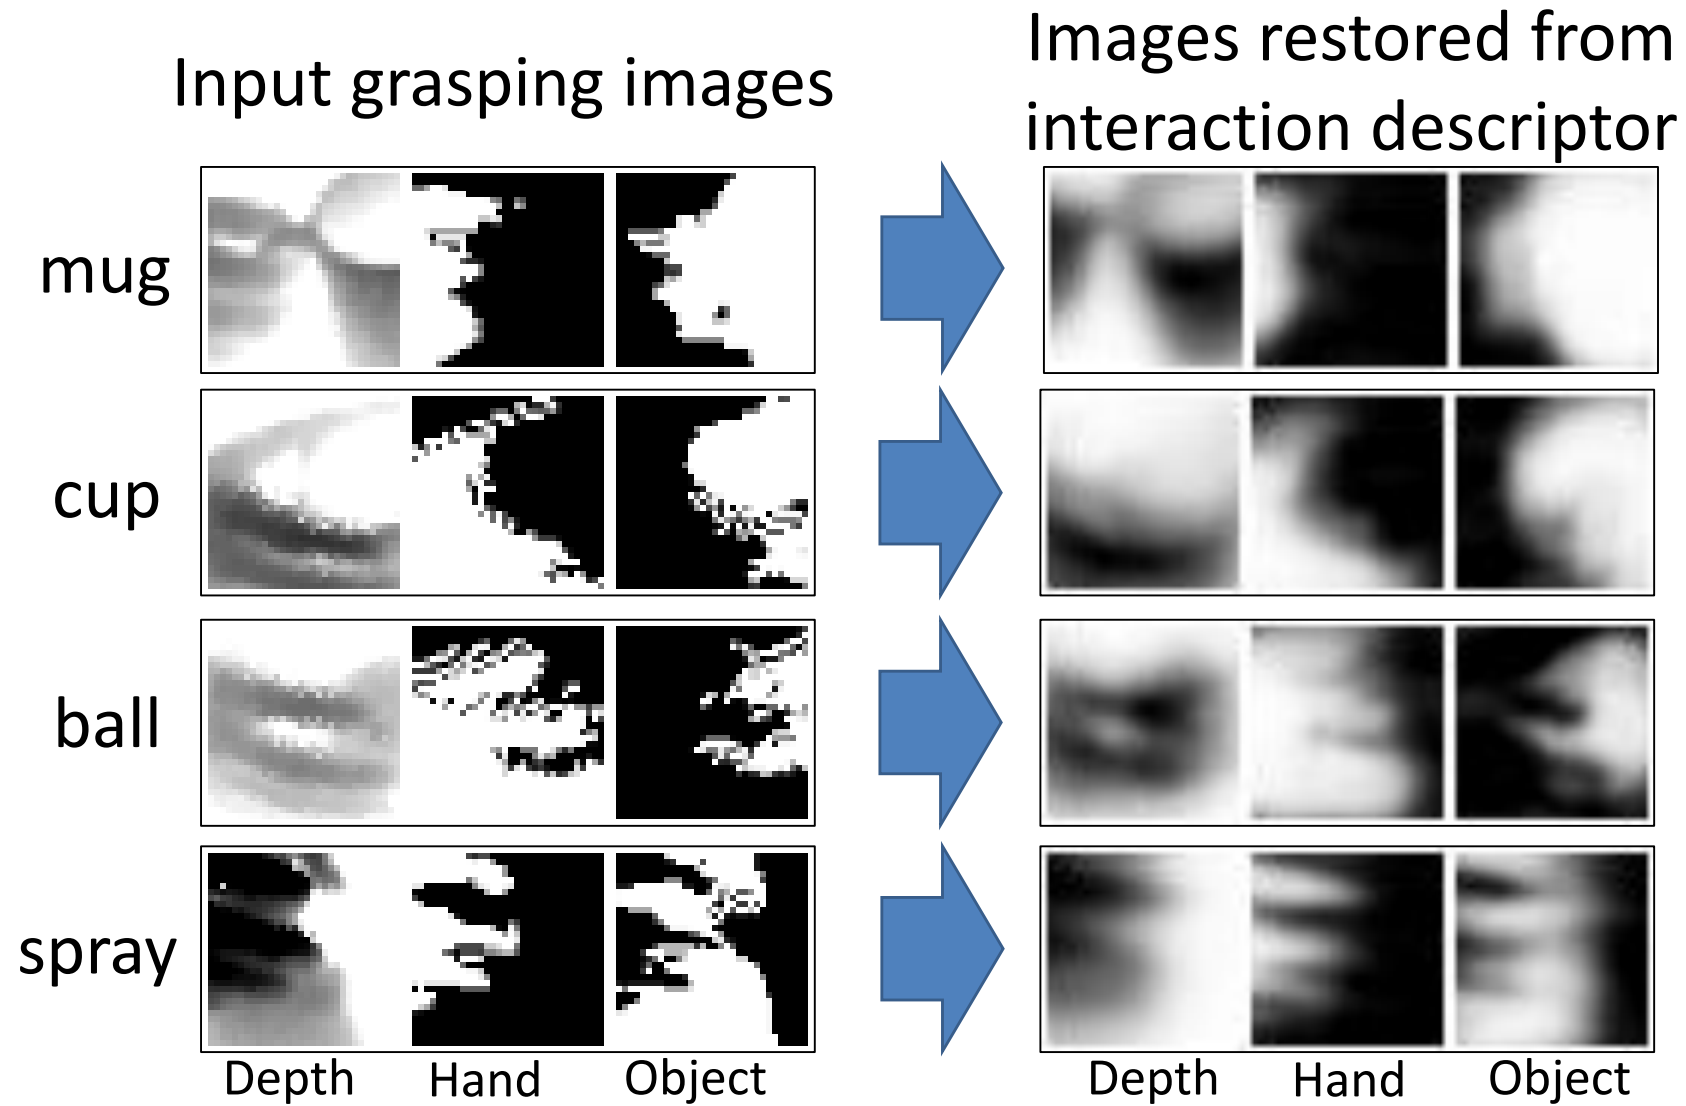 Input grasping images
Images restored from
interaction descriptor
mug
cup
ball
spray
Depth Hand Object
Depth Hand Object